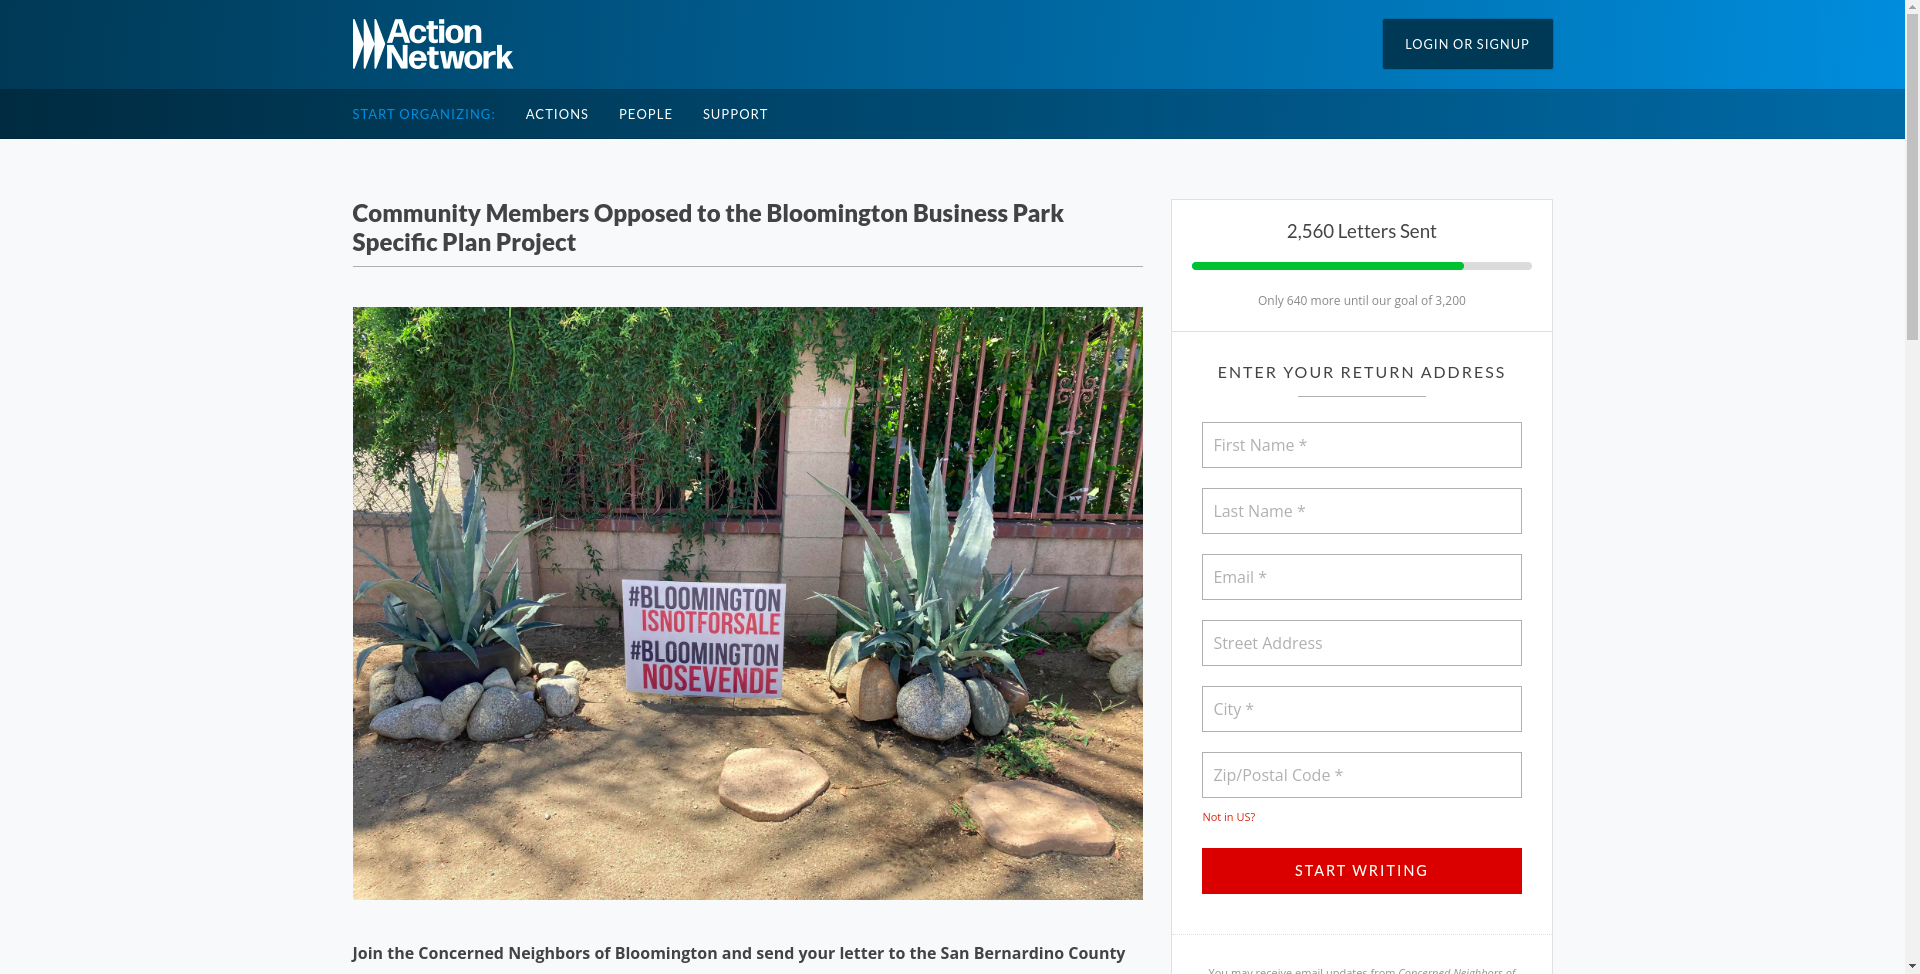 Action
Network
LOGIN OR SIGNUP
START ORGANIZING: ACTIONS PEOPLE SUPPORT
Community Members Opposed to the Bloomington Business Park
Specific Plan Project
#BLOOMINGTON
ISNOTFORSALE
#BLOOMINGTON
NOSEVENDE
Join the Concerned Neighbors of Bloomington and send your letter to the San Bernardino County
2,560 Letters Sent
Only 640 more until our goal of 3,200
ENTER YOUR RETURN ADDRESS
First Name *
Last Name *
Email *
Street Address
City *
Zip/Postal Code *
Not in US?
START WRITING
You may receive email updates from Concerned Neighbors of